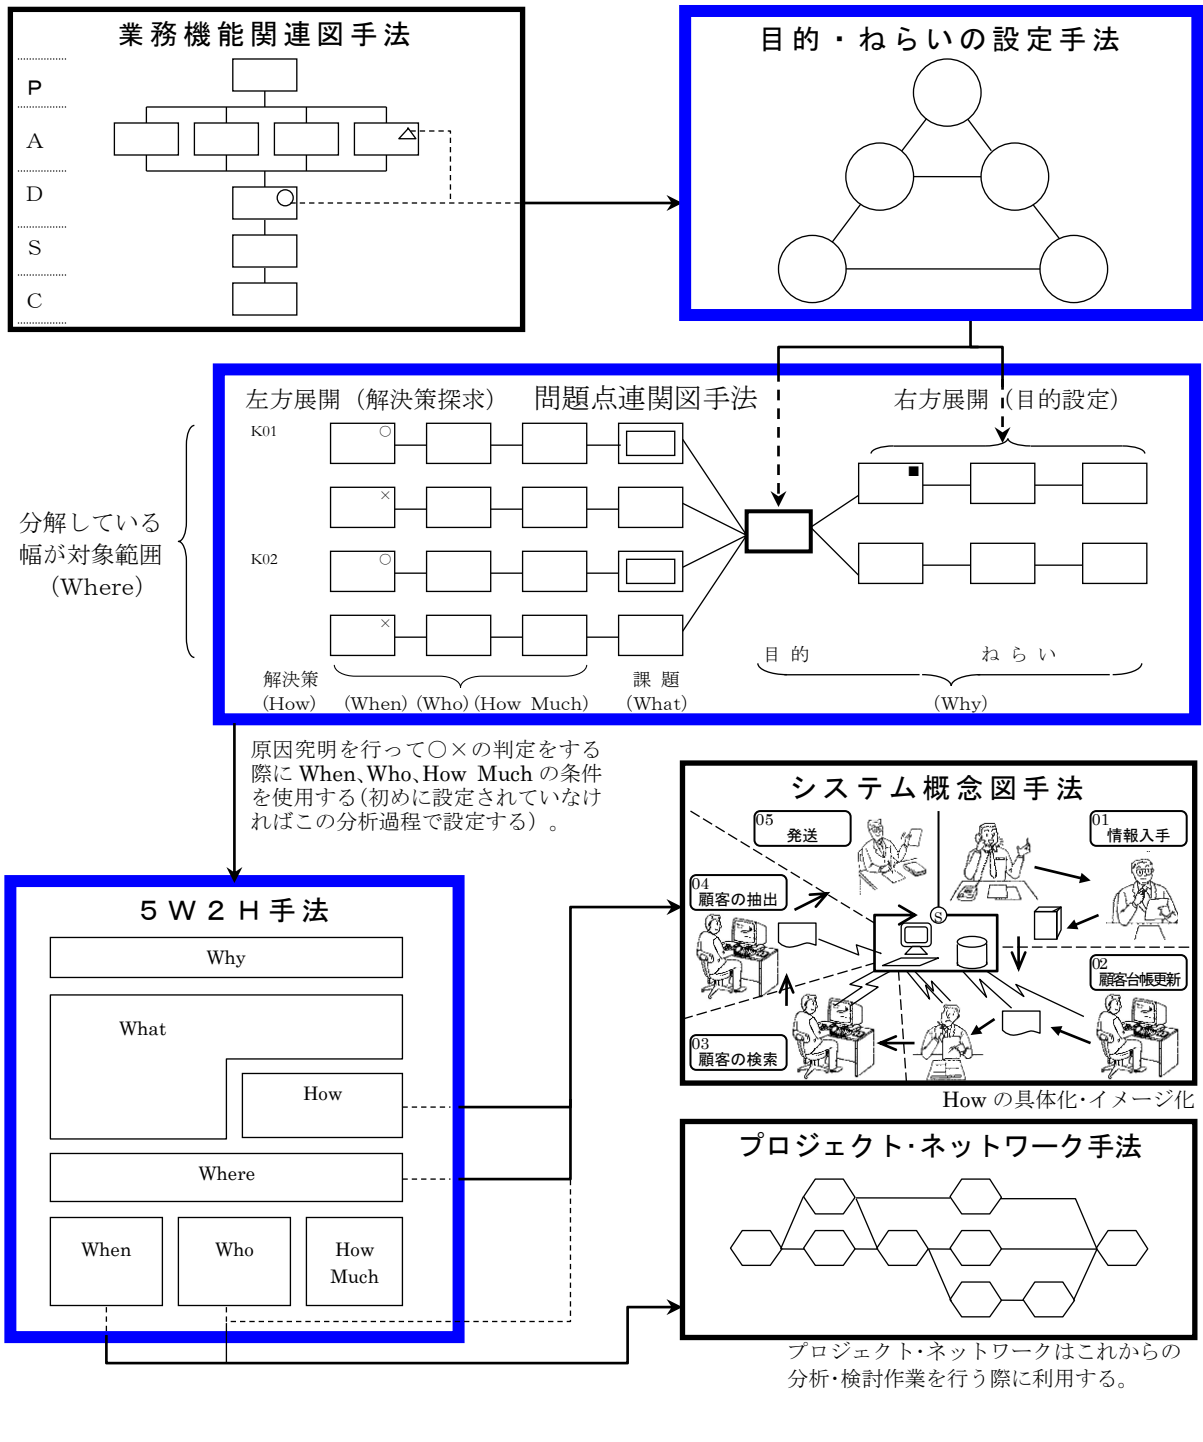 業務機能関連図手法
P
A
D
S
C
目的・ねらいの設定手法
左方展開（解決策探求）
問題点連関図手法
右方展開（目的設定）
K01
○
×
K02
○
×
■
分解している
幅が対象範囲
（Where）
目 的
ね ら い
解決策
(How)
(When)
(Who)
(How Much)
課 題
(What)
(Why)
原因究明を行って○×の判定をする
際に When､Who､How Much の条件
を使用する（初めに設定されていなけ
ればこの分析過程で設定する）。
５Ｗ２Ｈ手法
Why
What
How
Where
When
Who
How
Much
システム概念図手法
05
発送
01
情報入手
04
顧客の抽出
S
02
顧客台帳更新
03
顧客の検索
How の具体化･イメージ化
プロジェクト･ネットワーク手法
プロジェクト･ネットワークはこれからの
分析･検討作業を行う際に利用する。